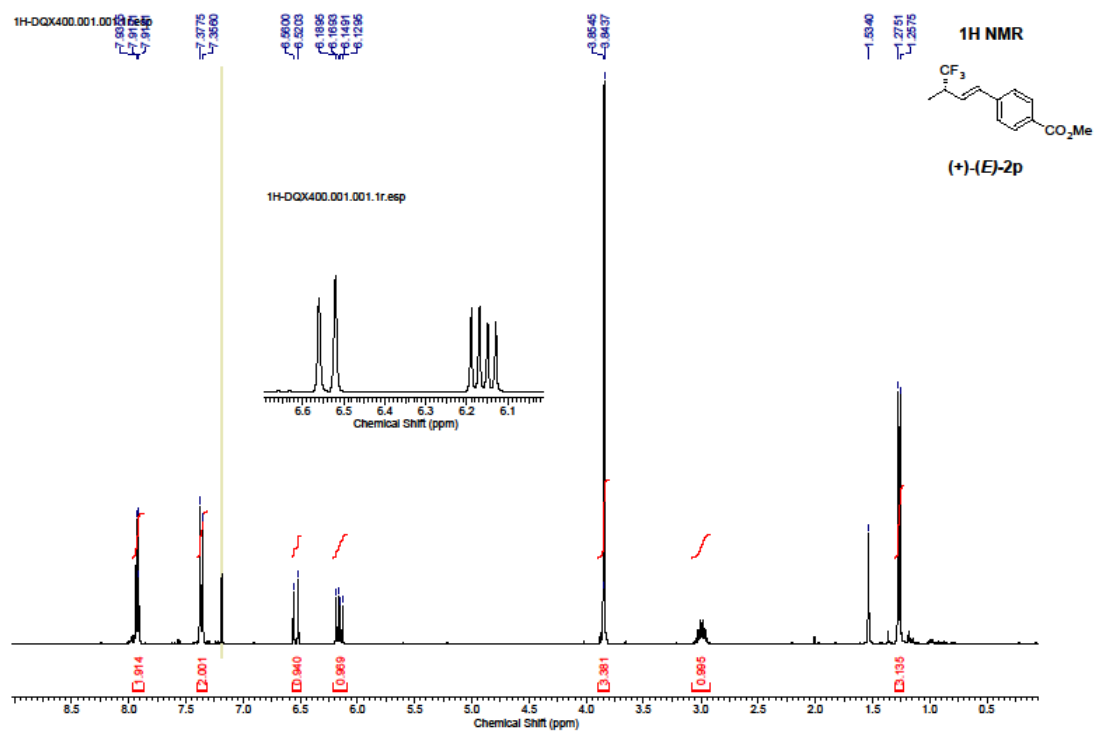 1H-DQX400.001.001.1r.esp
7.3775
7.3560
6.5600
6.5203
6.1895
6.1693
6.1491
6.1295
3.8545
3.8437
1.5340
1.2751
1.2575
1H NMR
CF3
CO2Me
(+)-(E)-2p
1H-DQX400.001.001.1r.esp
6.6 6.5 6.4 6.3 6.2 6.1
Chemical Shift (ppm)
1.914 2.001 0.940 0.969 3.381 0.995 3.135
8.5 8.0 7.5 7.0 6.5 6.0 5.5 5.0 4.5 4.0 3.5 3.0 2.5 2.0 1.5 1.0 0.5
Chemical Shift (ppm)